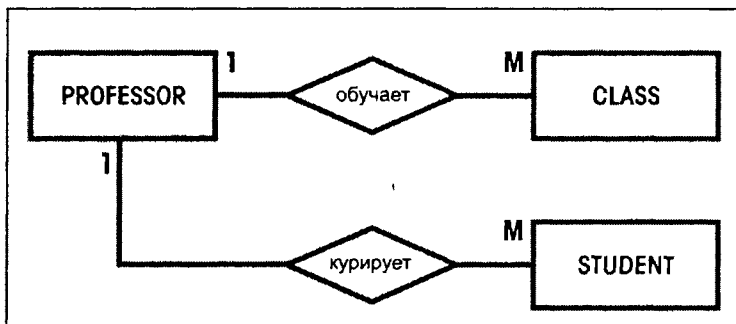 1
M
PROFESSOR
обучает
CLASS
1
M
курирует
STUDENT